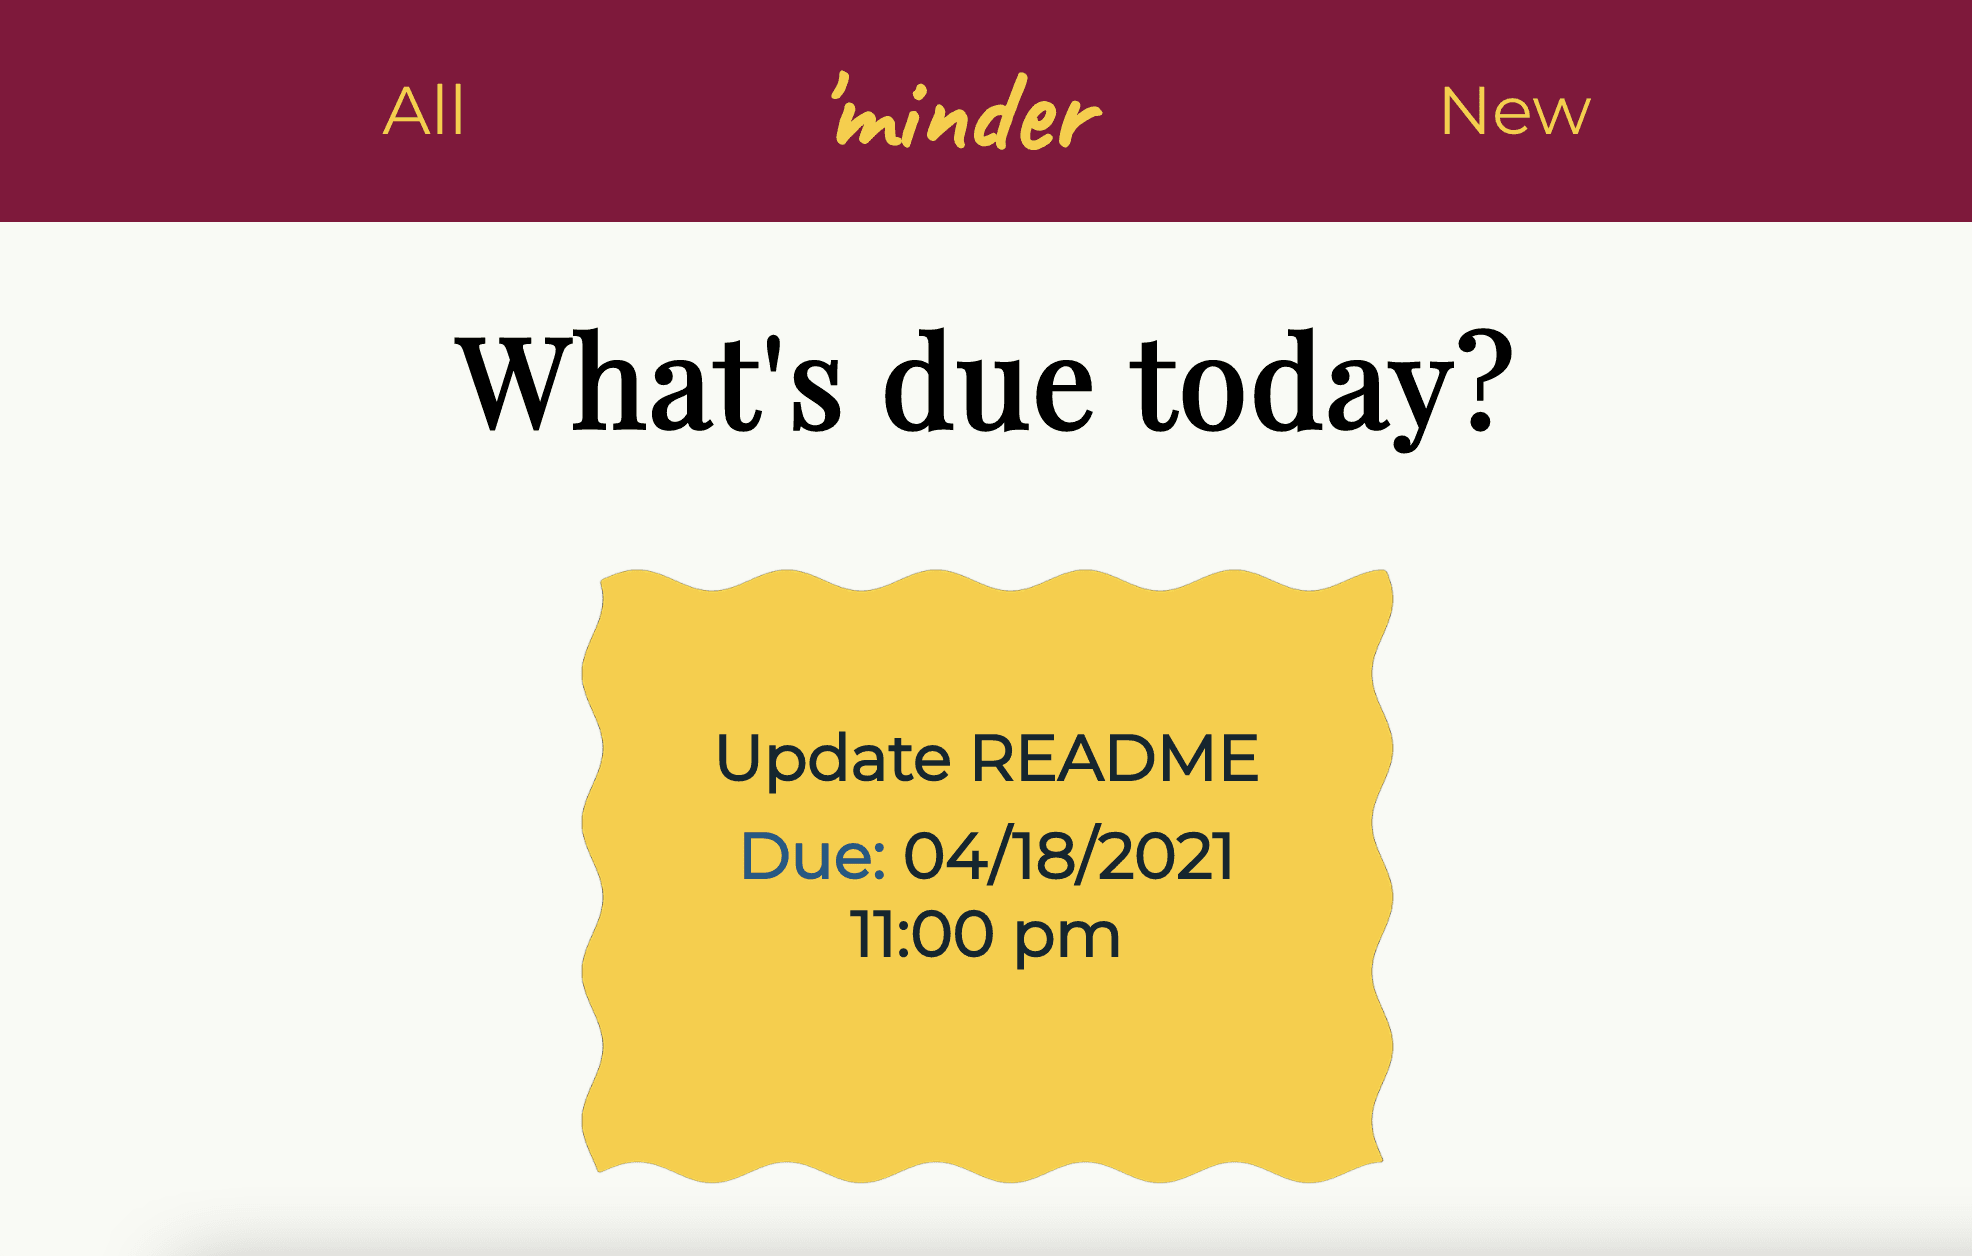 All 'minder New
What's due today?
Update README
Due: 04/18/2021
11:00 pm